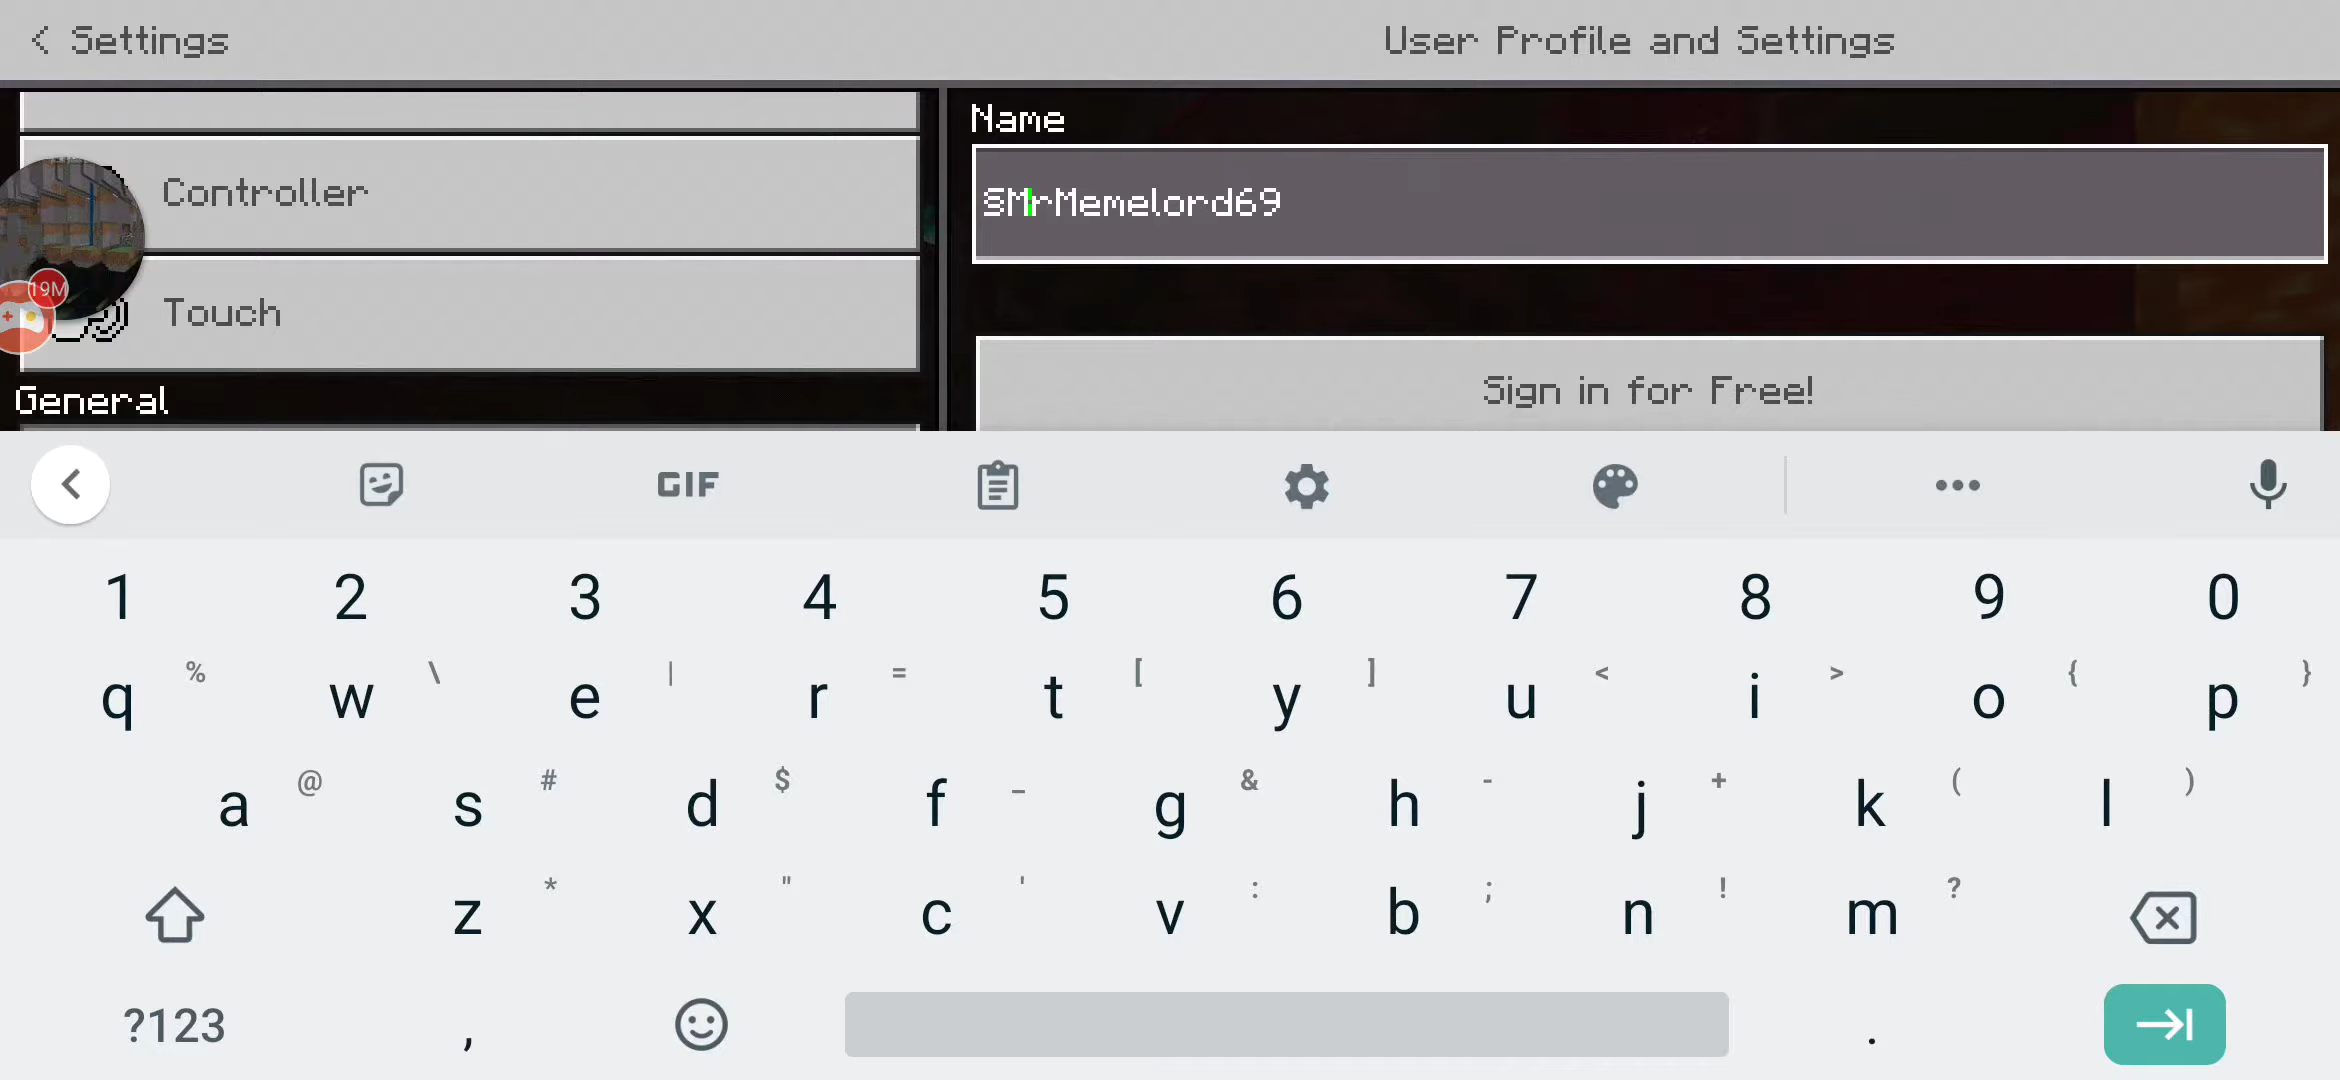 < Settings
User Profile and Settings
Name
Controller
SMrMemelord69
19M
Touch
Sign in for Free!
General
GIF
1 2 3 4 5 6 7 8 9 0
q % w \ e | r = t [ y ] u < i > o { p }
a @ s # d $ f _ g & h - j + k ( l )
z * x " c ' v : b ; n ! m ?
?123 , .